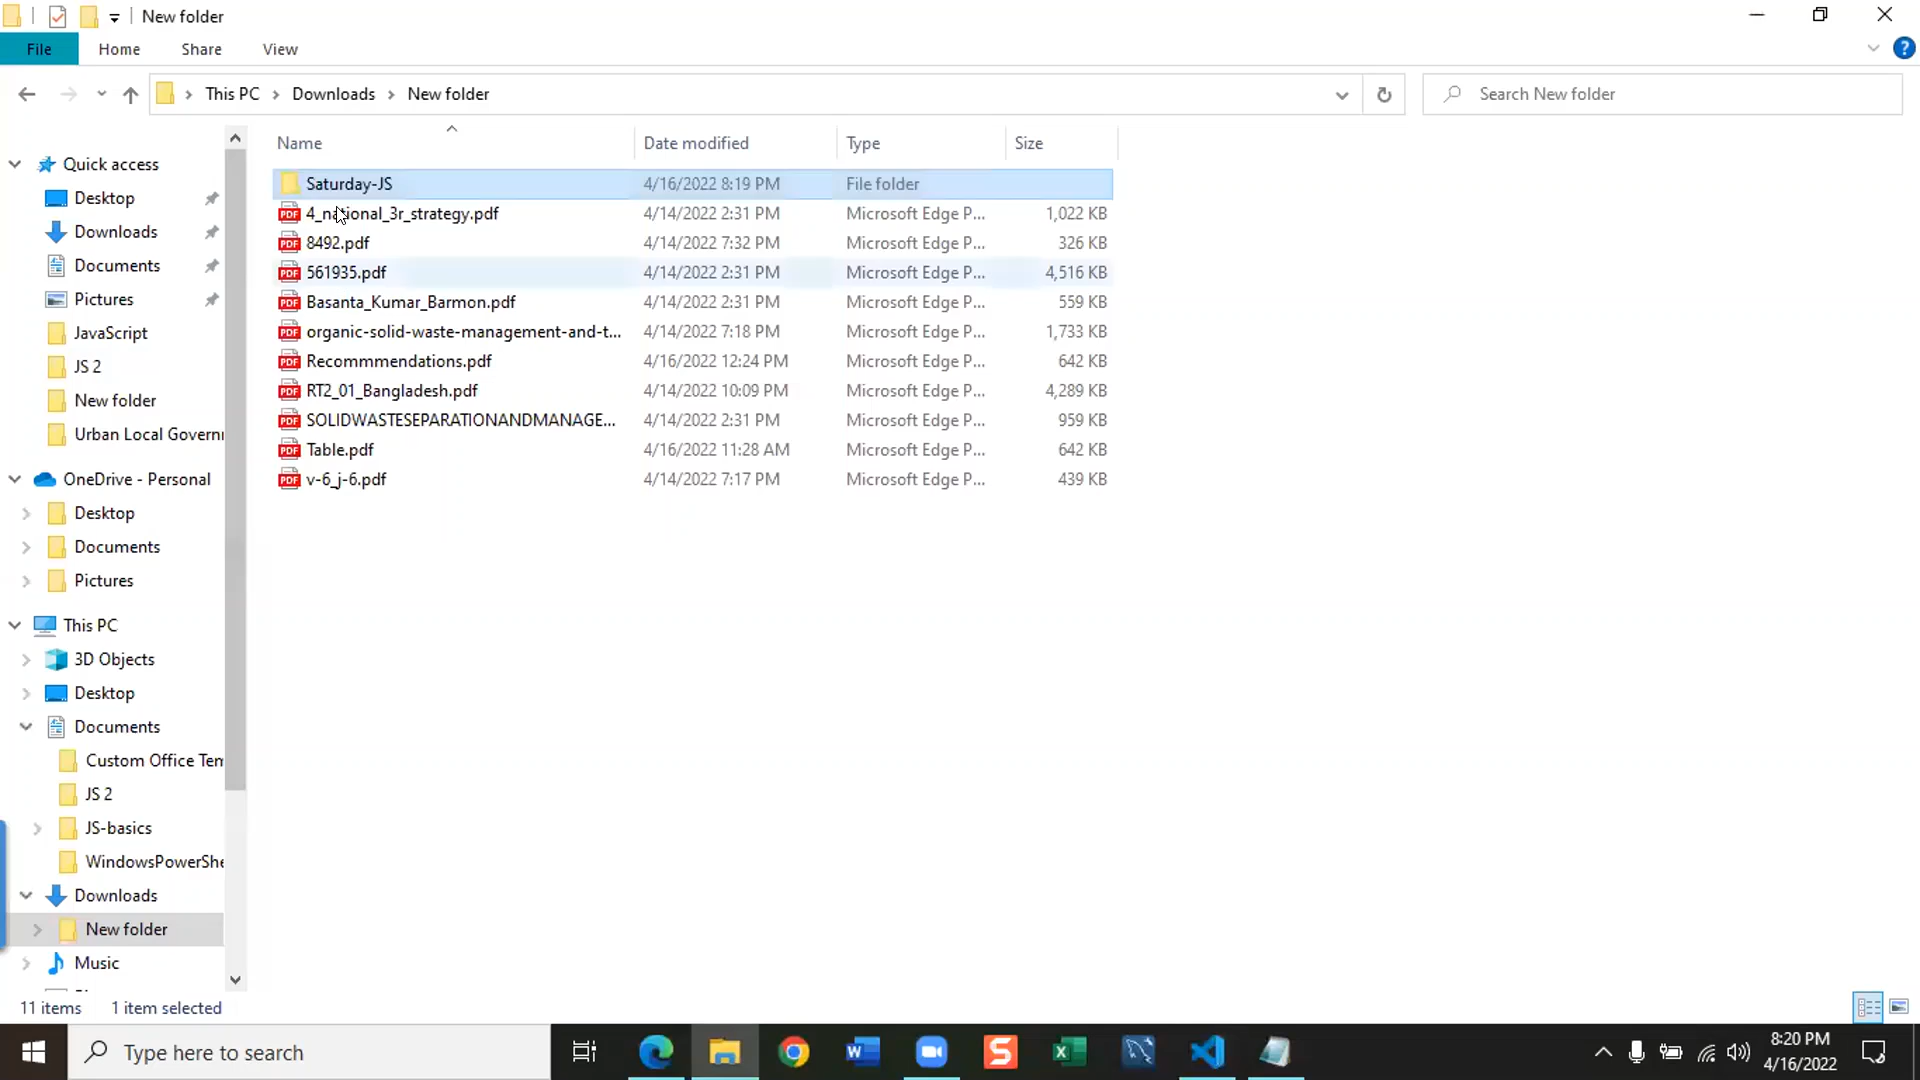 New folder
File Home Share View
This PC Downloads New folder
Search New folder
Name Date modified Type Size
Quick access
Desktop
Downloads
Documents
Pictures
JavaScript
JS 2
New folder
Urban Local Govern
OneDrive - Personal
Desktop
Documents
Pictures
This PC
3D Objects
Desktop
Documents
Custom Office Tem
JS 2
JS-basics
WindowsPowerShe
Downloads
New folder
Music
Saturday-JS 4/16/2022 8:19 PM File folder
4_national_3r_strategy.pdf 4/14/2022 2:31 PM Microsoft Edge P... 1,022 KB
8492.pdf 4/14/2022 7:32 PM Microsoft Edge P... 326 KB
561935.pdf 4/14/2022 2:31 PM Microsoft Edge P... 4,516 KB
Basanta_Kumar_Barmon.pdf 4/14/2022 2:31 PM Microsoft Edge P... 559 KB
organic-solid-waste-management-and-t... 4/14/2022 7:18 PM Microsoft Edge P... 1,733 KB
Recommmendations.pdf 4/16/2022 12:24 PM Microsoft Edge P... 642 KB
RT2_01_Bangladesh.pdf 4/14/2022 10:09 PM Microsoft Edge P... 4,289 KB
SOLIDWASTESEPARATIONANDMANAGE... 4/14/2022 2:31 PM Microsoft Edge P... 959 KB
Table.pdf 4/16/2022 11:28 AM Microsoft Edge P... 642 KB
v-6_j-6.pdf 4/14/2022 7:17 PM Microsoft Edge P... 439 KB
11 items 1 item selected
Type here to search
8:20 PM
4/16/2022